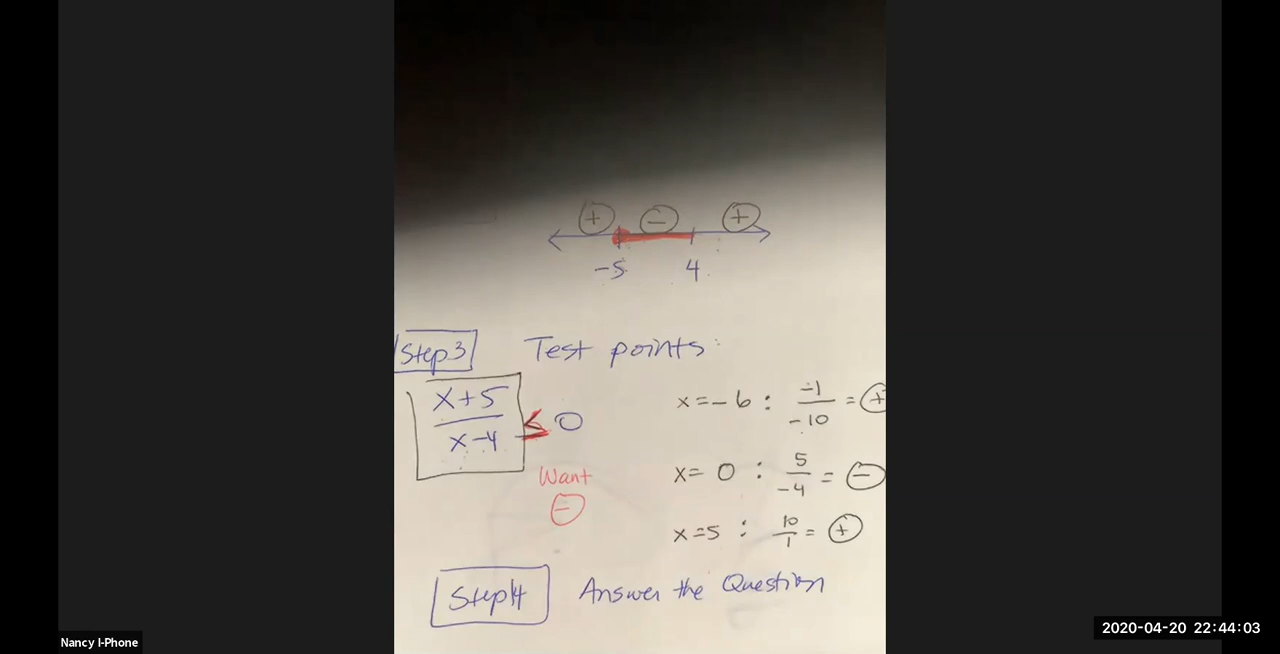 + − +
-5 4
Step 3 Test points:
x+5
x-4
≤ 0
Want
−
x=-6 : -1/-10 = +
x= 0 : 5/-4 = −
x=5 : 10/1 = +
Step 4 Answer the Question
Nancy I-Phone
2020-04-20 22:44:03